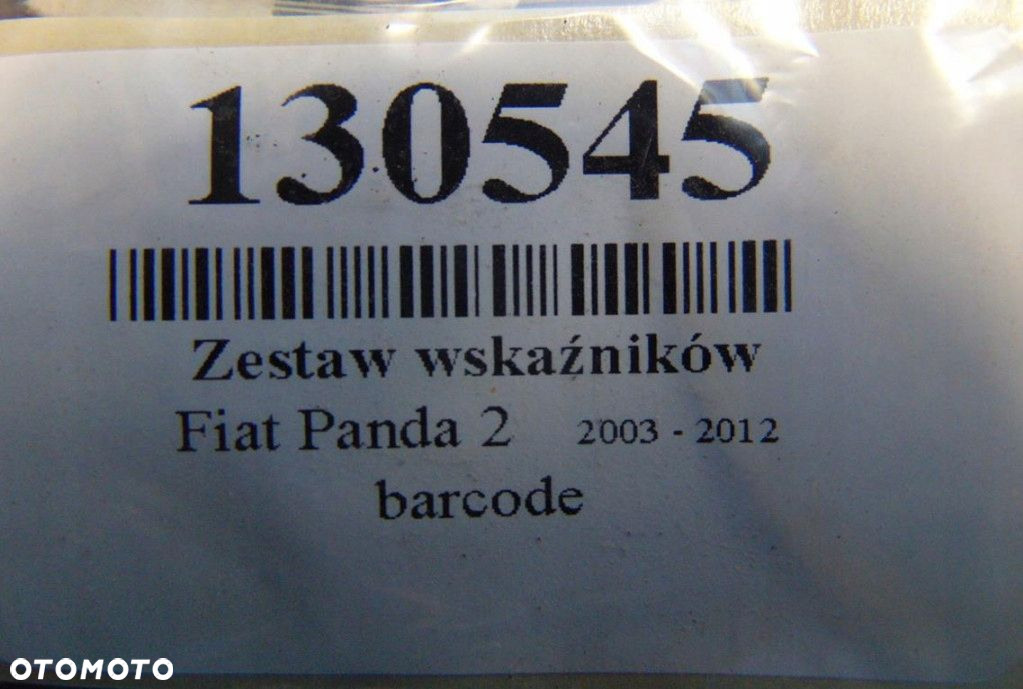 130545
Zestaw wskaźników
Fiat Panda 2 2003 - 2012
barcode
OTOMOTO